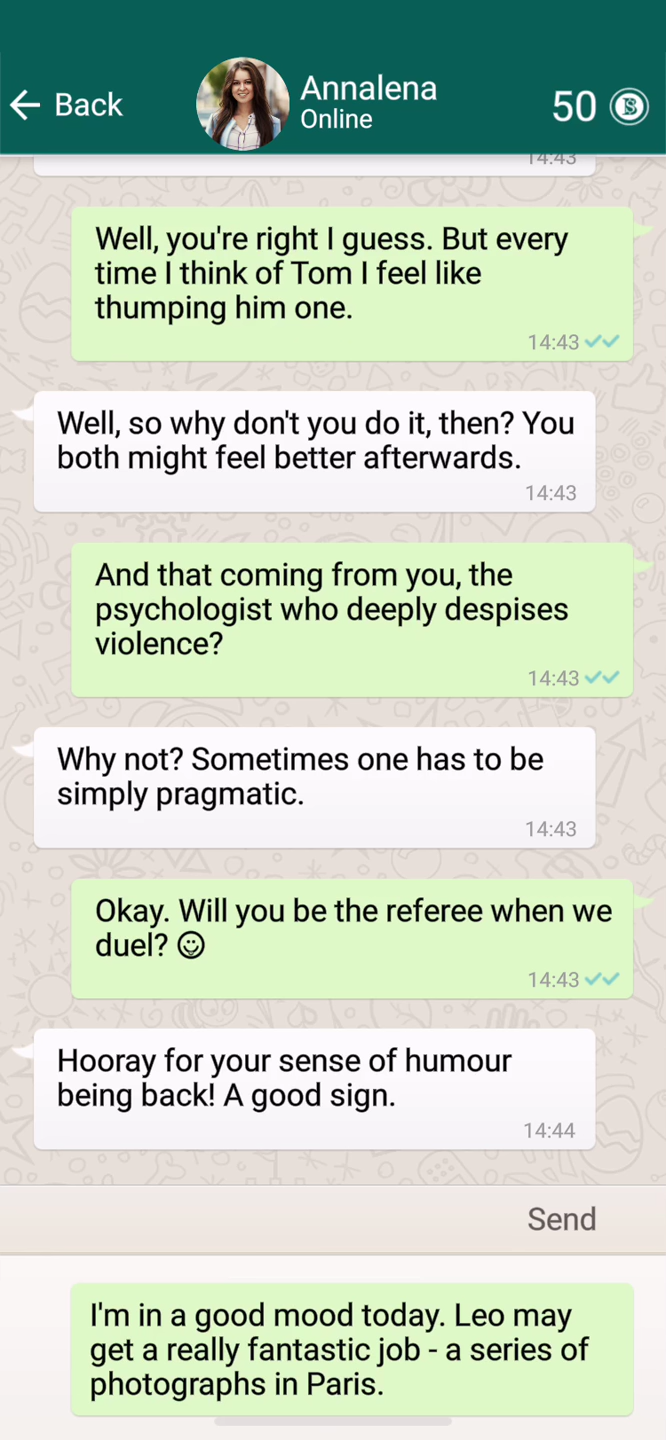 Back
Annalena
Online
50
14:43
Well, you're right I guess. But every
time I think of Tom I feel like
thumping him one.
14:43
Well, so why don't you do it, then? You
both might feel better afterwards.
14:43
And that coming from you, the
psychologist who deeply despises
violence?
14:43
Why not? Sometimes one has to be
simply pragmatic.
14:43
Okay. Will you be the referee when we
duel? ☺
14:43
Hooray for your sense of humour
being back! A good sign.
14:44
Send
I'm in a good mood today. Leo may
get a really fantastic job - a series of
photographs in Paris.